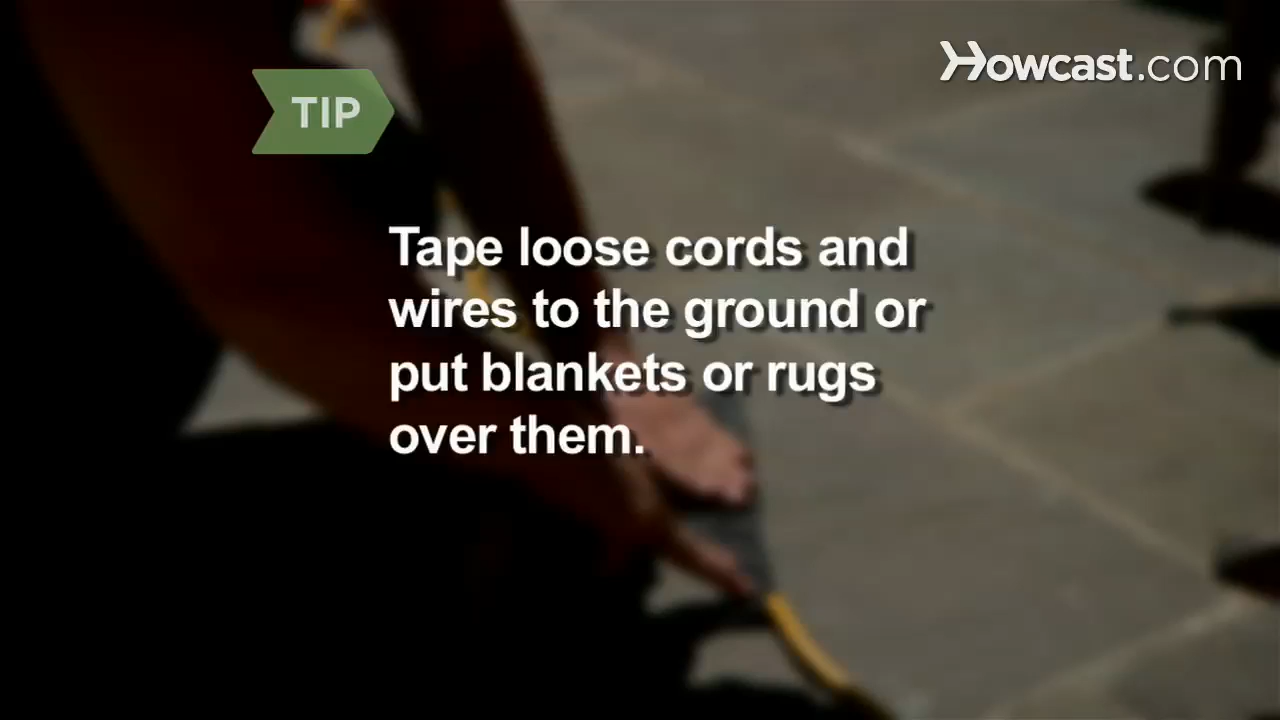 Howcast.com
TIP
Tape loose cords and
wires to the ground or
put blankets or rugs
over them.